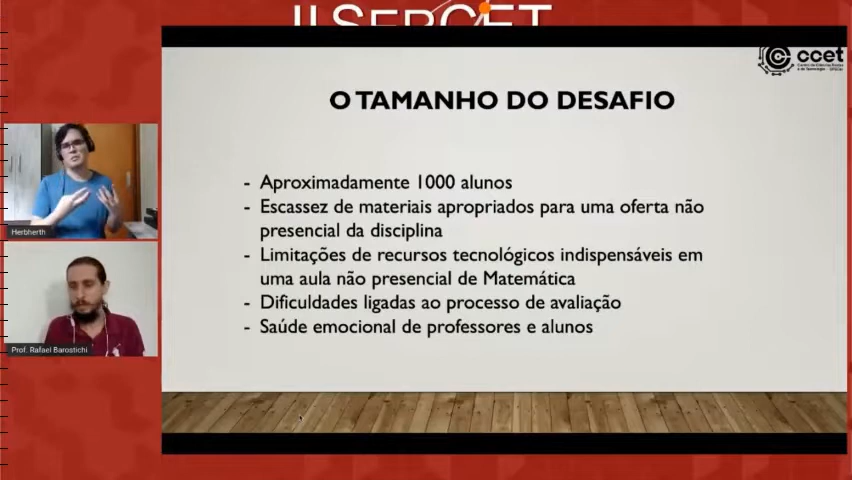 II SERCET
ccet
O TAMANHO DO DESAFIO
- Aproximadamente 1000 alunos
- Escassez de materiais apropriados para uma oferta não
presencial da disciplina
- Limitações de recursos tecnológicos indispensáveis em
uma aula não presencial de Matemática
- Dificuldades ligadas ao processo de avaliação
- Saúde emocional de professores e alunos
Herbherth
Prof. Rafael Barostichi